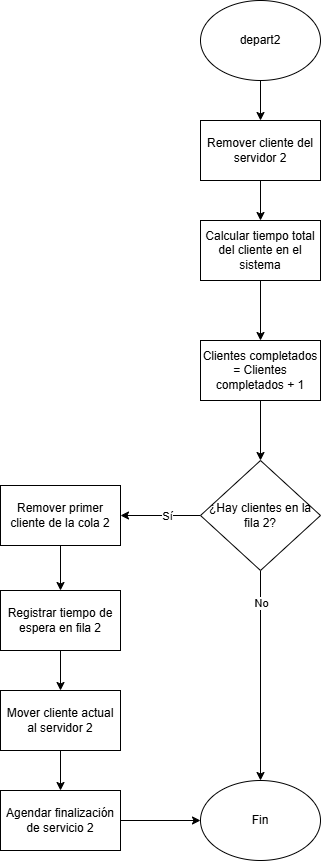 depart2
Remover cliente del
servidor 2
Calcular tiempo total
del cliente en el
sistema
Clientes completados
= Clientes
completados + 1
¿Hay clientes en la
fila 2?
Sí
Remover primer
cliente de la cola 2
Registrar tiempo de
espera en fila 2
Mover cliente actual
al servidor 2
Agendar finalización
de servicio 2
No
Fin